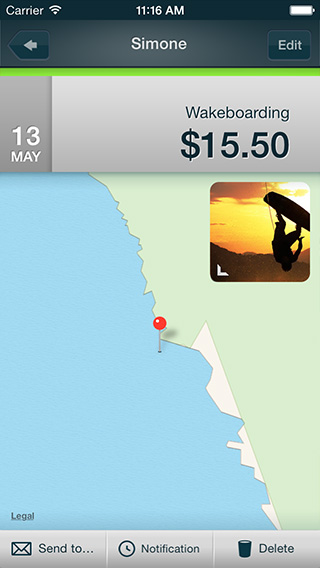 Carrier 11:16 AM
Simone
Edit
13
MAY
Wakeboarding
$15.50
Legal
Send to...
Notification
Delete